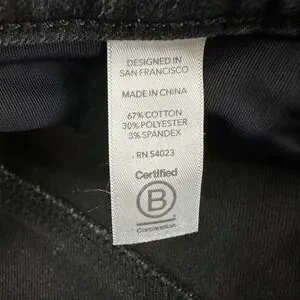 DESIGNED IN
SAN FRANCISCO
MADE IN CHINA
67% COTTON
30% POLYESTER
3% SPANDEX
RN 54023
Certified
B
Corporation